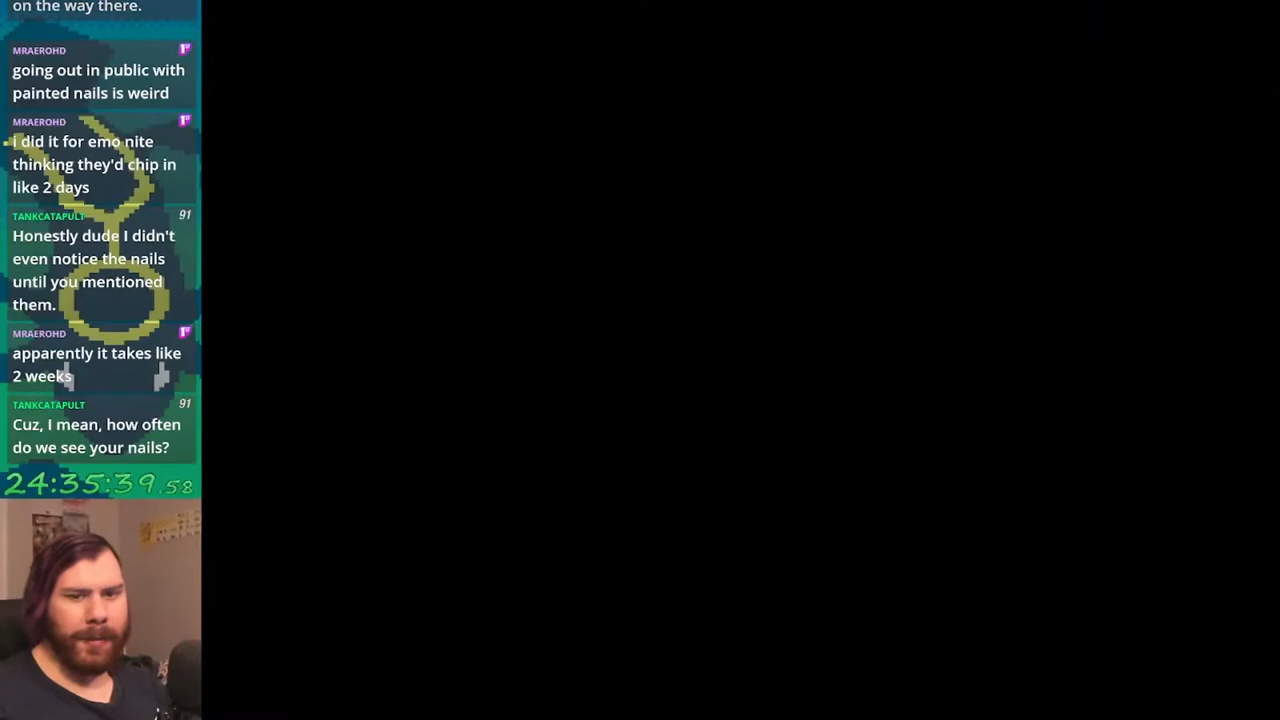 on the way there.
MRAEROHD
going out in public with
painted nails is weird
MRAEROHD
i did it for emo nite
thinking they'd chip in
like 2 days
TANKCATAPULT 91
Honestly dude I didn't
even notice the nails
until you mentioned
them.
MRAEROHD
apparently it takes like
2 weeks
TANKCATAPULT 91
Cuz, I mean, how often
do we see your nails?
24:35:39.58